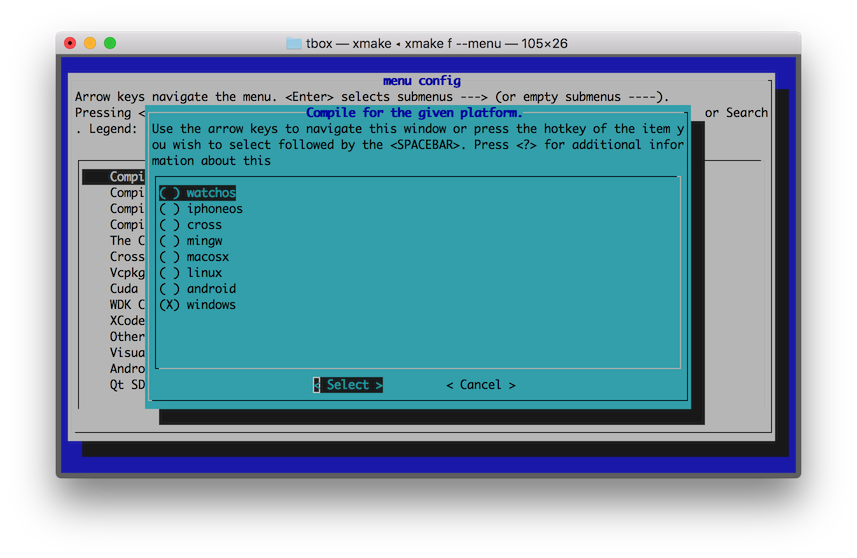 tbox — xmake ◂ xmake f --menu — 105×26
menu config
Arrow keys navigate the menu. <Enter> selects submenus ---> (or empty submenus ----).
Pressing < or Search
. Legend:
Compile for the given platform.
Use the arrow keys to navigate this window or press the hotkey of the item y
ou wish to select followed by the <SPACEBAR>. Press <?> for additional infor
mation about this
( ) watchos
( ) iphoneos
( ) cross
( ) mingw
( ) macosx
( ) linux
( ) android
(X) windows
< Select >
< Cancel >
Compi
Compi
Compi
Compi
The C
Cross
Vcpkg
Cuda
WDK C
XCode
Other
Visua
Andro
Qt SD